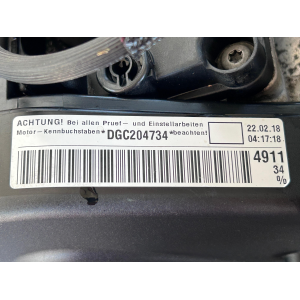 ACHTUNG! Bei allen Pruef- und Einstellarbeiten
Motor-Kennbuchstaben*DGC204734*beachten!
22.02.18
04:17:18
4911
34
%